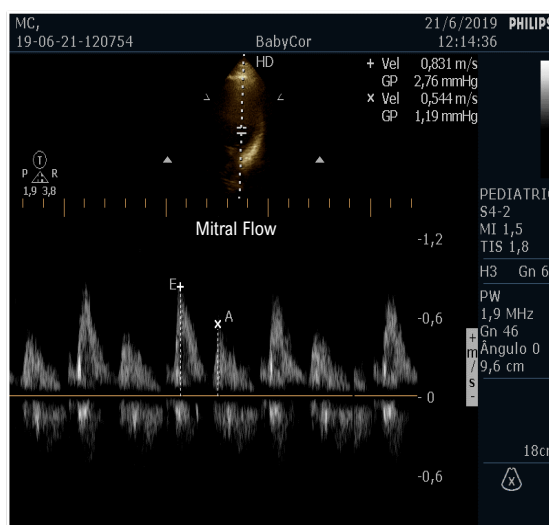 MC, 21/6/2019 PHILIPS
19-06-21-120754 BabyCor 12:14:36
HD
+ Vel 0,831 m/s
GP 2,76 mmHg
x Vel 0,544 m/s
GP 1,19 mmHg
T
P R
1,9 3,8
Mitral Flow
PEDIATRIC
S4-2
MI 1,5
TIS 1,8
H3 Gn 6
PW
1,9 MHz
Gn 46
Ângulo 0
9,6 cm
18cm
-1,2
-0,6
- 0
-0,6
+
m
/
s
-
E
A
X